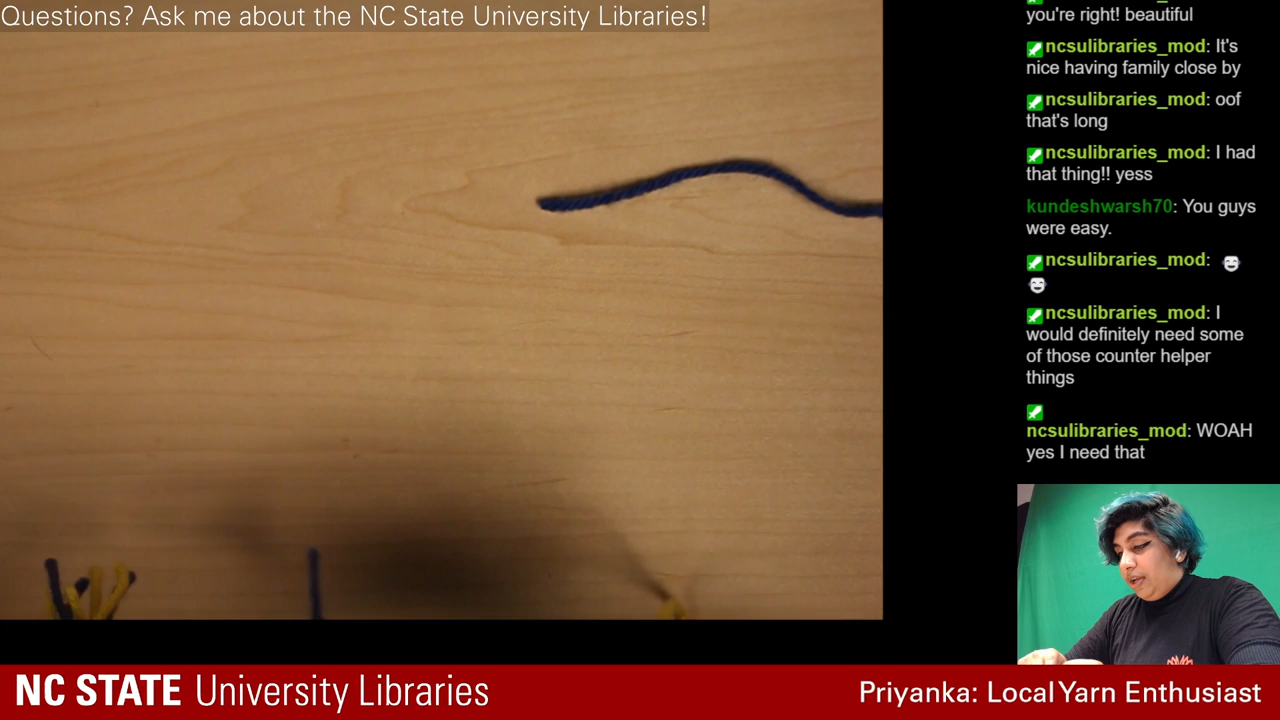 Questions? Ask me about the NC State University Libraries!
you're right! beautiful
ncsulibraries_mod: It's
nice having family close by
ncsulibraries_mod: oof
that's long
ncsulibraries_mod: I had
that thing!! yess
kundeshwarsh70: You guys
were easy.
ncsulibraries_mod:
ncsulibraries_mod: I
would definitely need some
of those counter helper
things
ncsulibraries_mod: WOAH
yes I need that
NC STATE University Libraries
Priyanka: Local Yarn Enthusiast